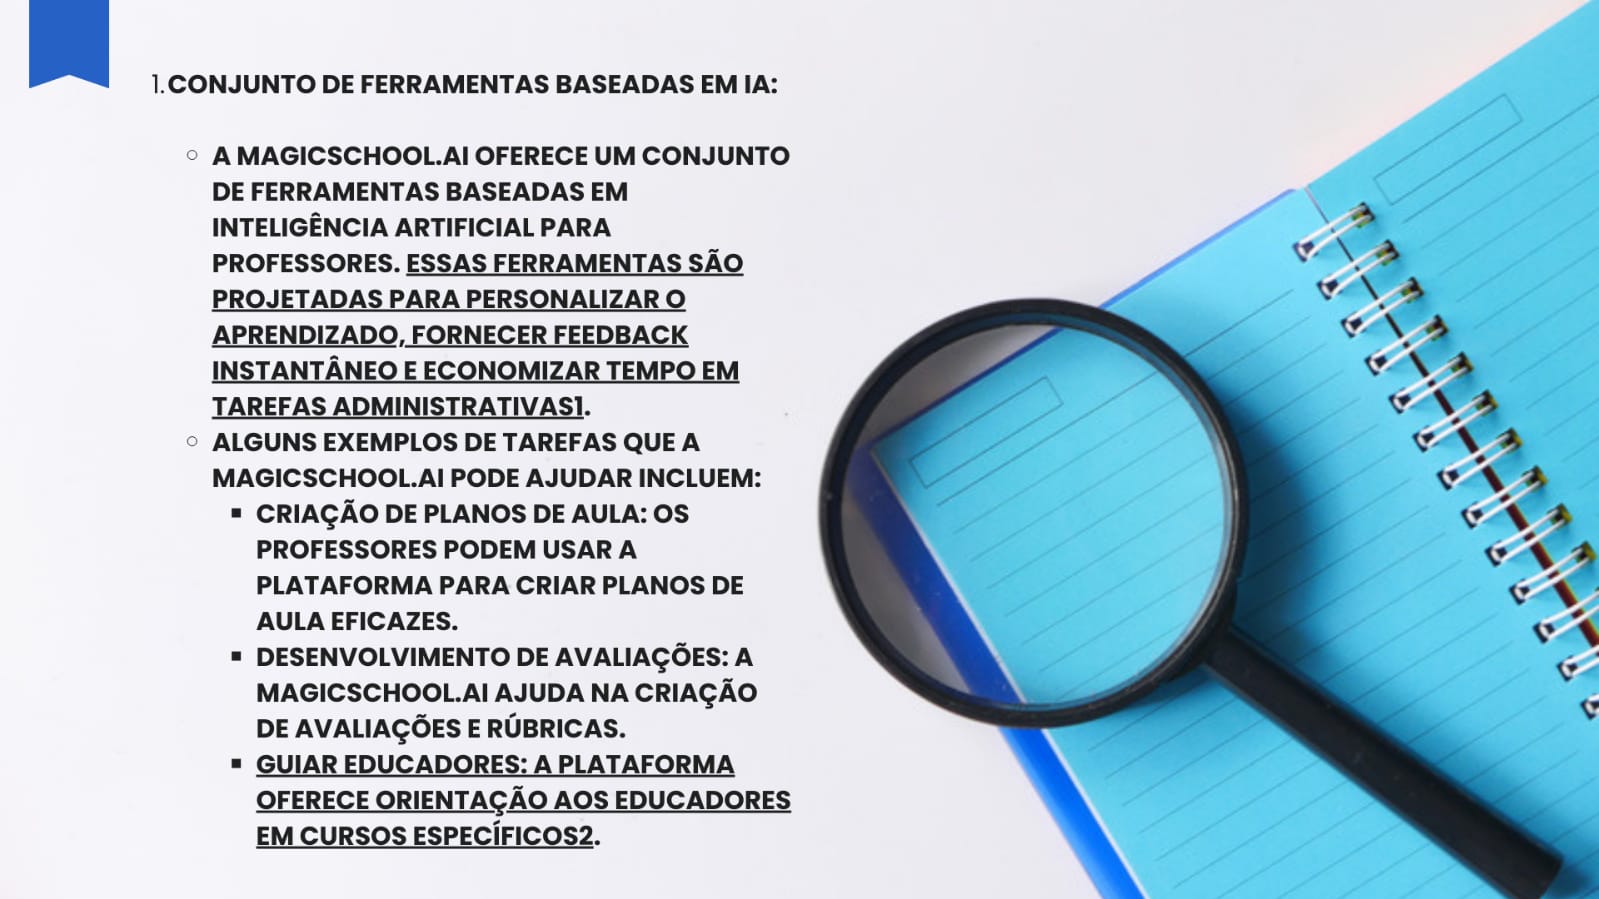 1. CONJUNTO DE FERRAMENTAS BASEADAS EM IA:
A MAGICSCHOOL.AI OFERECE UM CONJUNTO
DE FERRAMENTAS BASEADAS EM
INTELIGÊNCIA ARTIFICIAL PARA
PROFESSORES. ESSAS FERRAMENTAS SÃO
PROJETADAS PARA PERSONALIZAR O
APRENDIZADO, FORNECER FEEDBACK
INSTANTÂNEO E ECONOMIZAR TEMPO EM
TAREFAS ADMINISTRATIVAS1.
ALGUNS EXEMPLOS DE TAREFAS QUE A
MAGICSCHOOL.AI PODE AJUDAR INCLUEM:
CRIAÇÃO DE PLANOS DE AULA: OS
PROFESSORES PODEM USAR A
PLATAFORMA PARA CRIAR PLANOS DE
AULA EFICAZES.
DESENVOLVIMENTO DE AVALIAÇÕES: A
MAGICSCHOOL.AI AJUDA NA CRIAÇÃO
DE AVALIAÇÕES E RÚBRICAS.
GUIAR EDUCADORES: A PLATAFORMA
OFERECE ORIENTAÇÃO AOS EDUCADORES
EM CURSOS ESPECÍFICOS2.